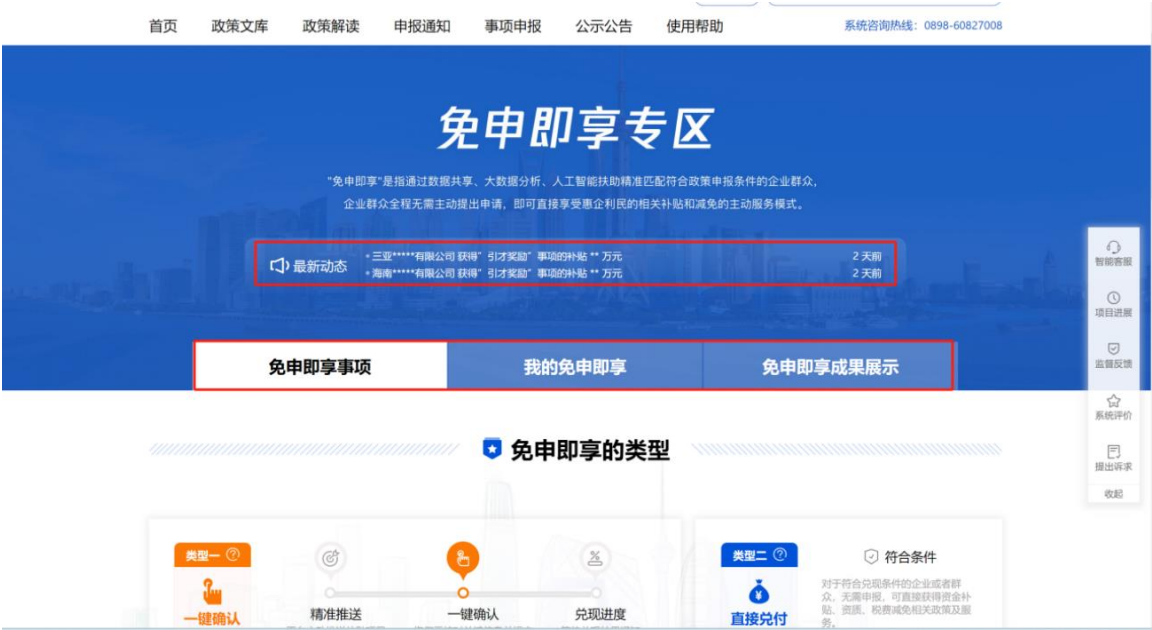 首页 政策文库 政策解读 申报通知 事项申报 公示公告 使用帮助 系统咨询热线：0898-60827008
免申即享专区
“免申即享”是指通过数据共享、大数据分析、人工智能扶助精准匹配符合政策申报条件的企业群众，
企业群众全程无需主动提出申请，即可直接享受惠企利民的相关补贴和减免的主动服务模式。
最新动态
三亚*****有限公司 获得”引才奖励”事项的补贴 ** 万元 2 天前
海南*****有限公司 获得”引才奖励”事项的补贴 ** 万元 2 天前
智能客服
项目进展
监督反馈
系统评价
提出诉求
收起
免申即享事项 我的免申即享 免申即享成果展示
免申即享的类型
类型一
一键确认
精准推送 一键确认 兑现进度
类型二
直接兑付
符合条件
对于符合兑现条件的企业或者群
众，无需申报，可直接获得资金补
贴、资质、税费减免相关政策及服
务。